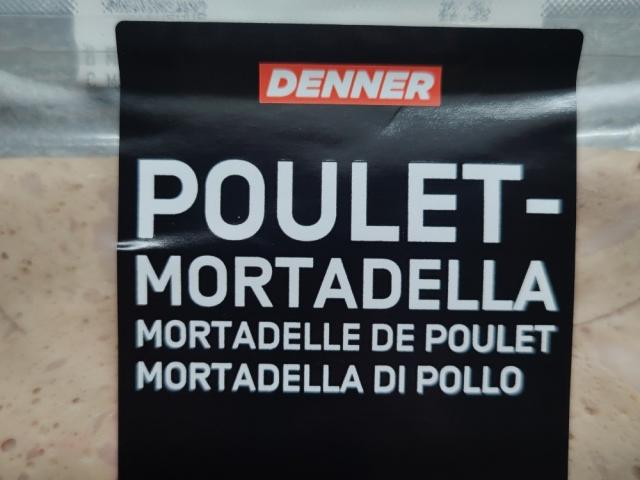 DENNER
POULET-
MORTADELLA
MORTADELLE DE POULET
MORTADELLA DI POLLO